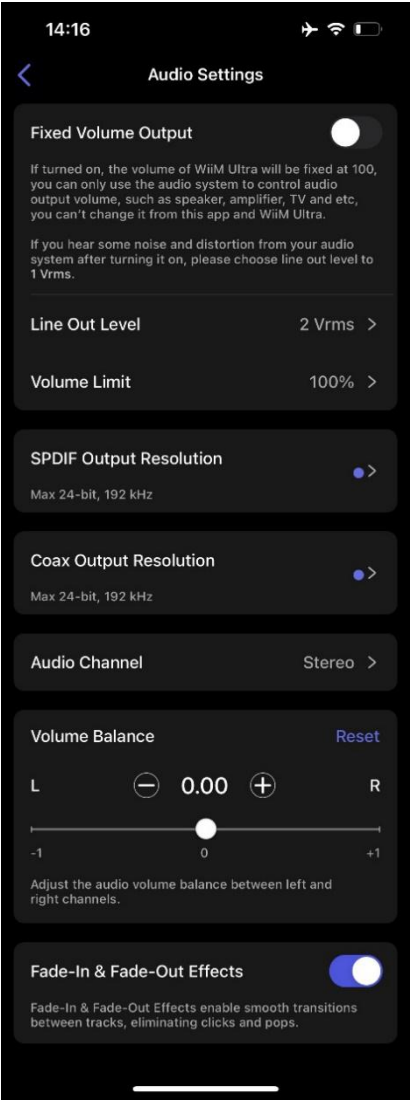 14:16
Audio Settings
Fixed Volume Output
If turned on, the volume of WiiM Ultra will be fixed at 100,
you can only use the audio system to control audio
output volume, such as speaker, amplifier, TV and etc,
you can't change it from this app and WiiM Ultra.
If you hear some noise and distortion from your audio
system after turning it on, please choose line out level to
1 Vrms.
Line Out Level 2 Vrms >
Volume Limit 100% >
SPDIF Output Resolution
Max 24-bit, 192 kHz
Coax Output Resolution
Max 24-bit, 192 kHz
Audio Channel Stereo >
Volume Balance Reset
L 0.00 R
-1 0 +1
Adjust the audio volume balance between left and
right channels.
Fade-In & Fade-Out Effects
Fade-In & Fade-Out Effects enable smooth transitions
between tracks, eliminating clicks and pops.